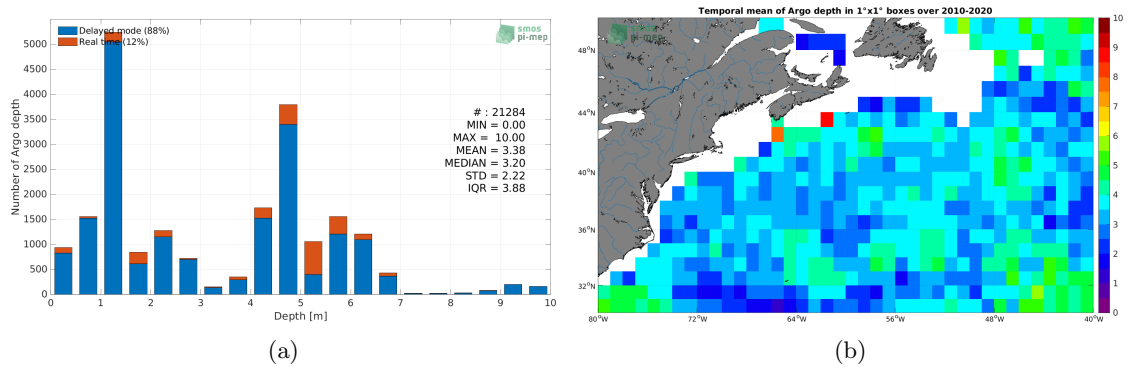 Delayed mode (88%)
Real time (12%)
smos
pi-mep
# : 21284
MIN = 0.00
MAX = 10.00
MEAN = 3.38
MEDIAN = 3.20
STD = 2.22
IQR = 3.88
Number of Argo depth
5000
4500
4000
3500
3000
2500
2000
1500
1000
500
0
0 1 2 3 4 5 6 7 8 9 10
Depth [m]
(a)
Temporal mean of Argo depth in 1°x1° boxes over 2010-2020
smos
pi-mep
48°N
44°N
40°N
36°N
32°N
80°W 72°W 64°W 56°W 48°W 40°W
10
9
8
7
6
5
4
3
2
1
0
(b)